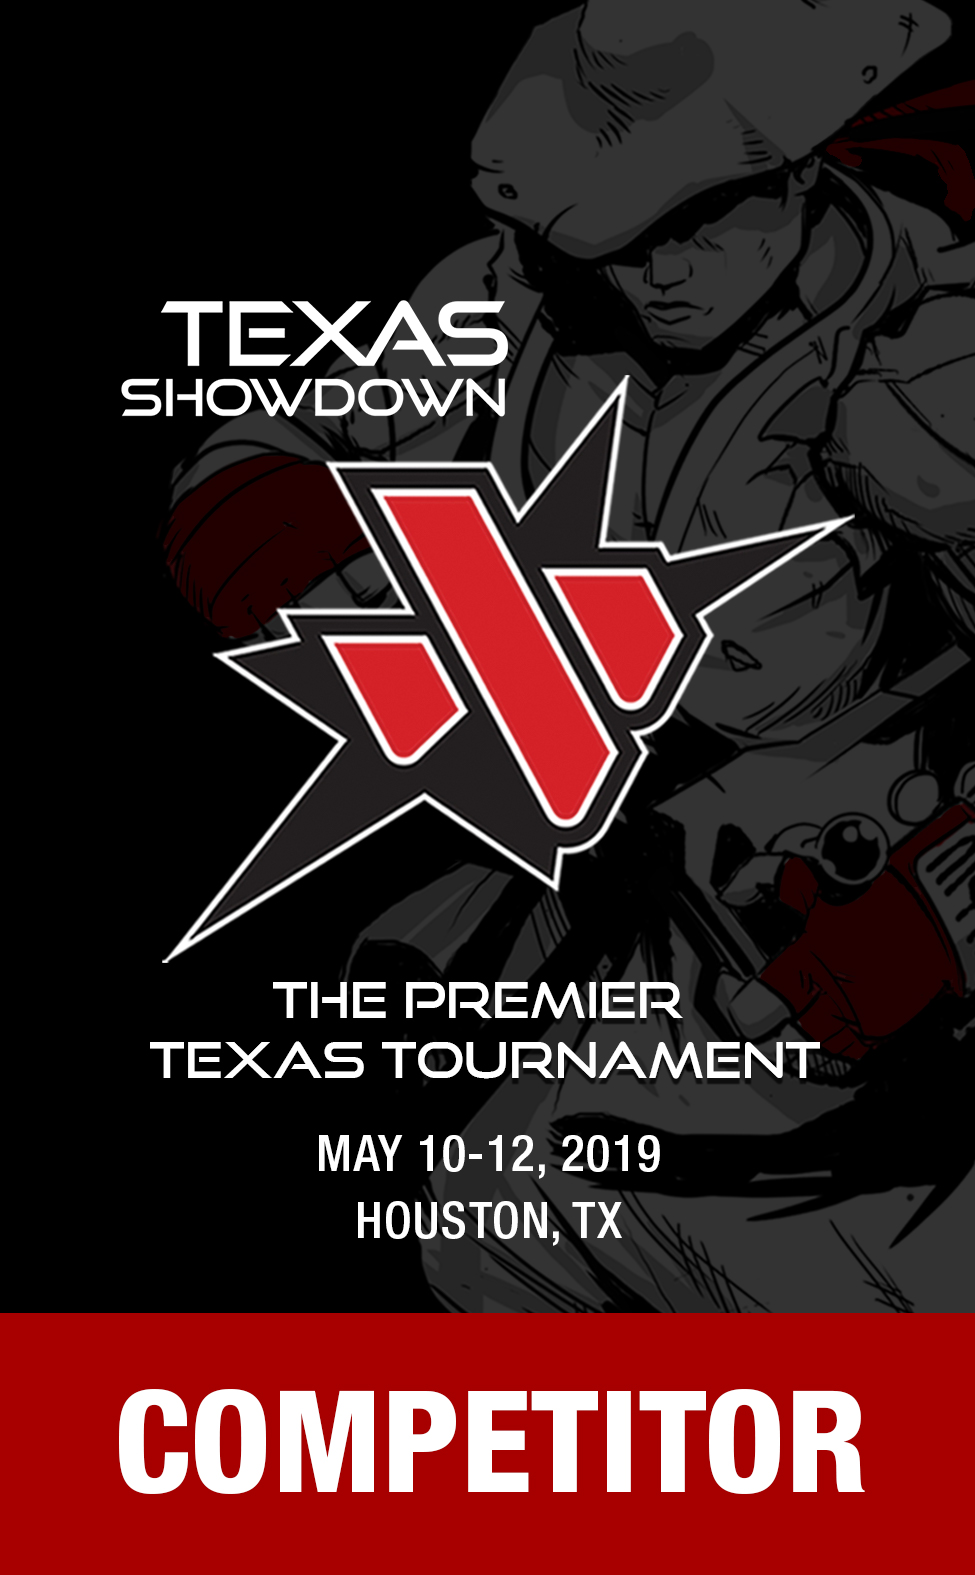 TEXAS
SHOWDOWN
THE PREMIER
TEXAS TOURNAMENT
MAY 10-12, 2019
HOUSTON, TX
COMPETITOR